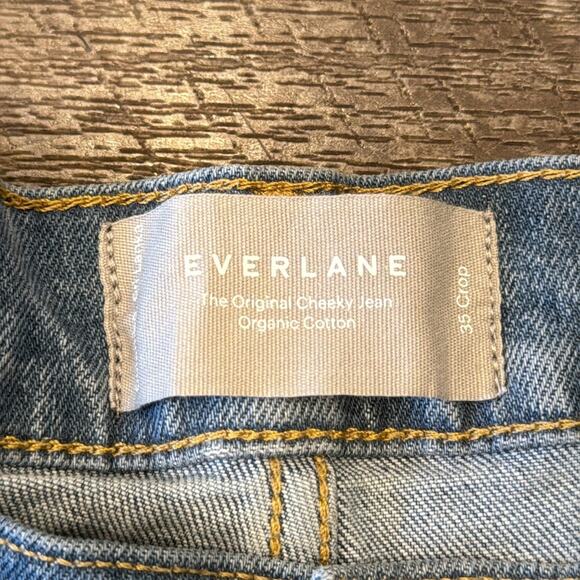 EVERLANE
The Original Cheeky Jean
Organic Cotton
35 Crop